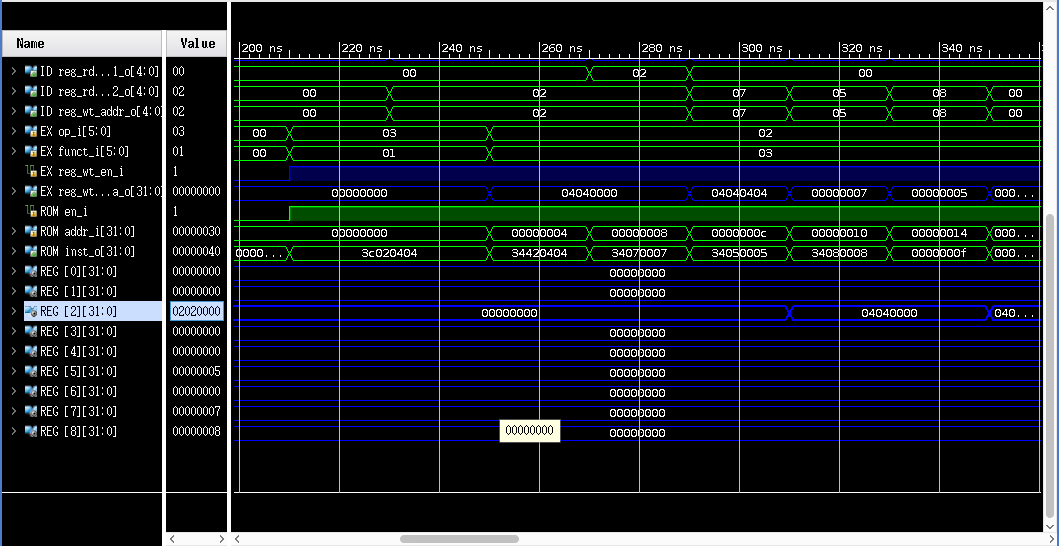 Name Value 200 ns 220 ns 240 ns 260 ns 280 ns 300 ns 320 ns 340 ns
ID reg_rd...1_o[4:0] 00 00 02 00
ID reg_rd...2_o[4:0] 02 00 02 07 05 08 00
ID reg_wt_addr_o[4:0] 02 00 02 07 05 08 00
EX op_i[5:0] 03 00 03 02
EX funct_i[5:0] 01 00 01 03
EX reg_wt_en_i 1
EX reg_wt...a_o[31:0] 00000000 00000000 04040000 04040404 00000007 00000005 000...
ROM en_i 1
ROM addr_i[31:0] 00000030 00000000 00000004 00000008 0000000c 00000010 00000014 000...
ROM inst_o[31:0] 00000040 0000... 3c020404 34420404 34070007 34050005 34080008 0000000f 000...
REG [0][31:0] 00000000 00000000
REG [1][31:0] 00000000 00000000
REG [2][31:0] 02020000 00000000 04040000 040...
REG [3][31:0] 00000000 00000000
REG [4][31:0] 00000000 00000000
REG [5][31:0] 00000005 00000000
REG [6][31:0] 00000000 00000000
REG [7][31:0] 00000007 00000000
REG [8][31:0] 00000008 00000000 00000000